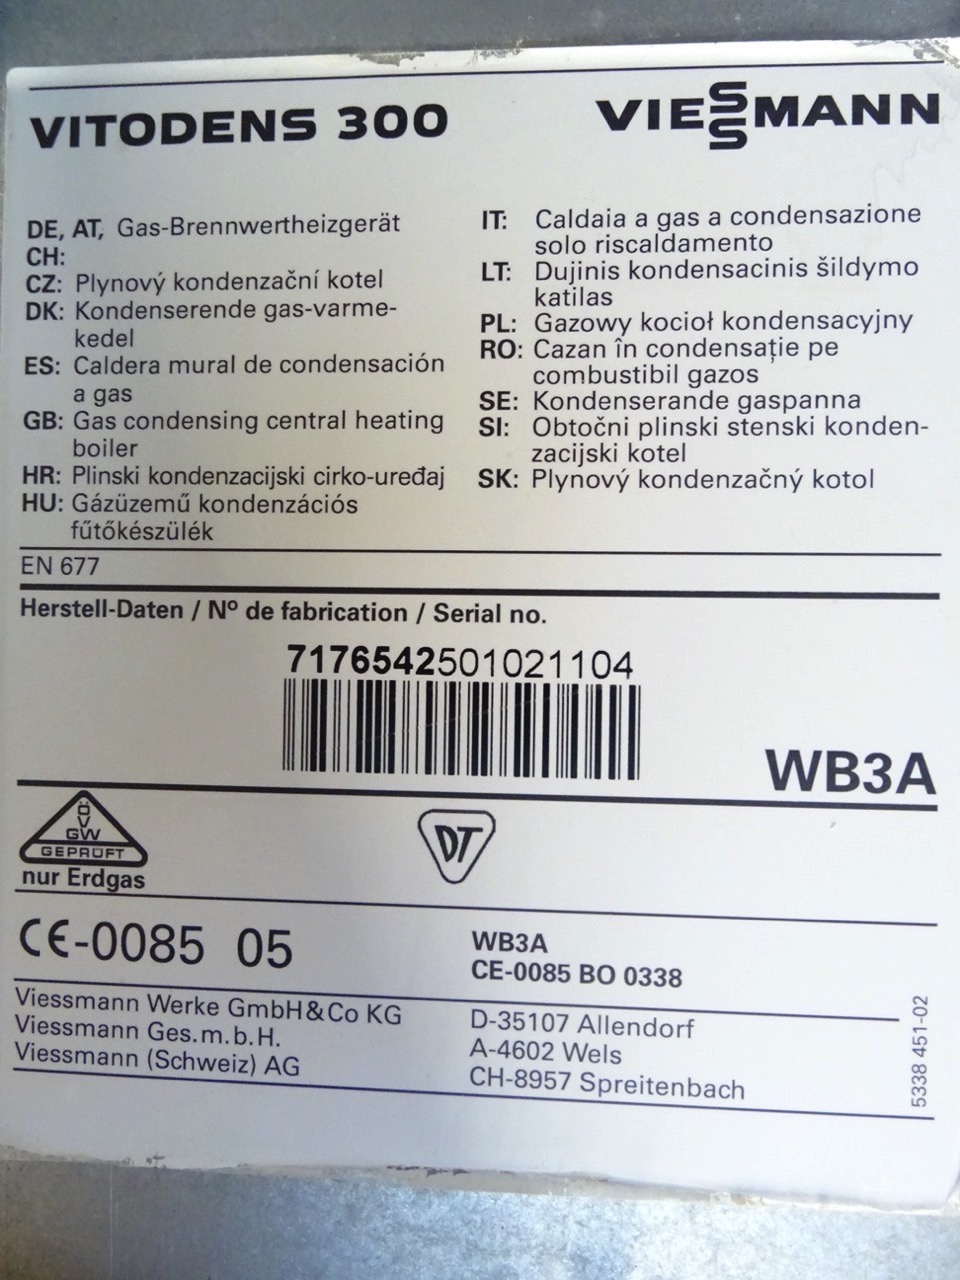 VITODENS 300
VIESSMANN
DE, AT, Gas-Brennwertheizgerät
CH:
CZ: Plynový kondenzační kotel
DK: Kondenserende gas-varme-
kedel
ES: Caldera mural de condensación
a gas
GB: Gas condensing central heating
boiler
HR: Plinski kondenzacijski cirko-uređaj
HU: Gázüzemű kondenzációs
fűtőkészülék
IT: Caldaia a gas a condensazione
solo riscaldamento
LT: Dujinis kondensacinis šildymo
katilas
PL: Gazowy kocioł kondensacyjny
RO: Cazan în condensaţie pe
combustibil gazos
SE: Kondenserande gaspanna
SI: Obtočni plinski stenski konden-
zacijski kotel
SK: Plynový kondenzačný kotol
EN 677
Herstell-Daten / Nº de fabrication / Serial no.
7176542501021104
WB3A
ÖVGW
GEPRÜFT
nur Erdgas
DT
CE-0085 05
WB3A
CE-0085 BO 0338
Viessmann Werke GmbH&Co KG
Viessmann Ges.m.b.H.
Viessmann (Schweiz) AG
D-35107 Allendorf
A-4602 Wels
CH-8957 Spreitenbach
5338 451-02